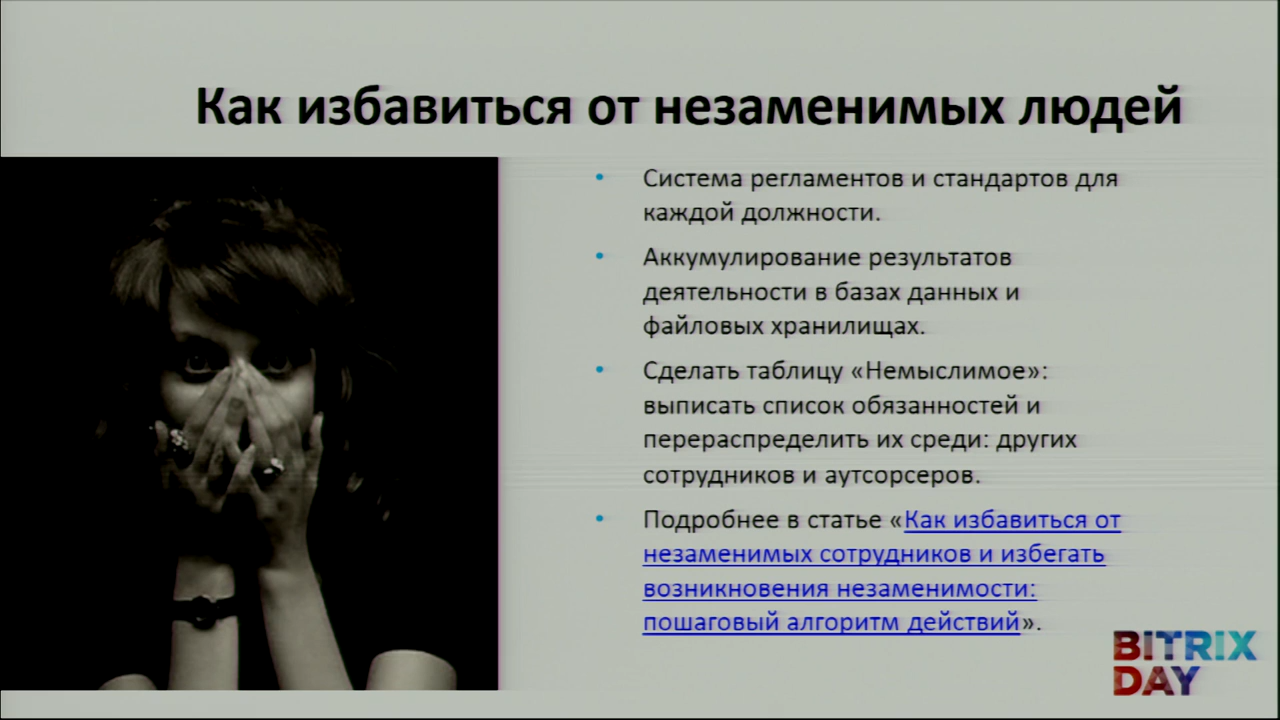 Как избавиться от незаменимых людей
• Система регламентов и стандартов для
каждой должности.
• Аккумулирование результатов
деятельности в базах данных и
файловых хранилищах.
• Сделать таблицу «Немыслимое»:
выписать список обязанностей и
перераспределить их среди: других
сотрудников и аутсорсеров.
• Подробнее в статье «Как избавиться от
незаменимых сотрудников и избегать
возникновения незаменимости:
пошаговый алгоритм действий».
BITRIX
DAY